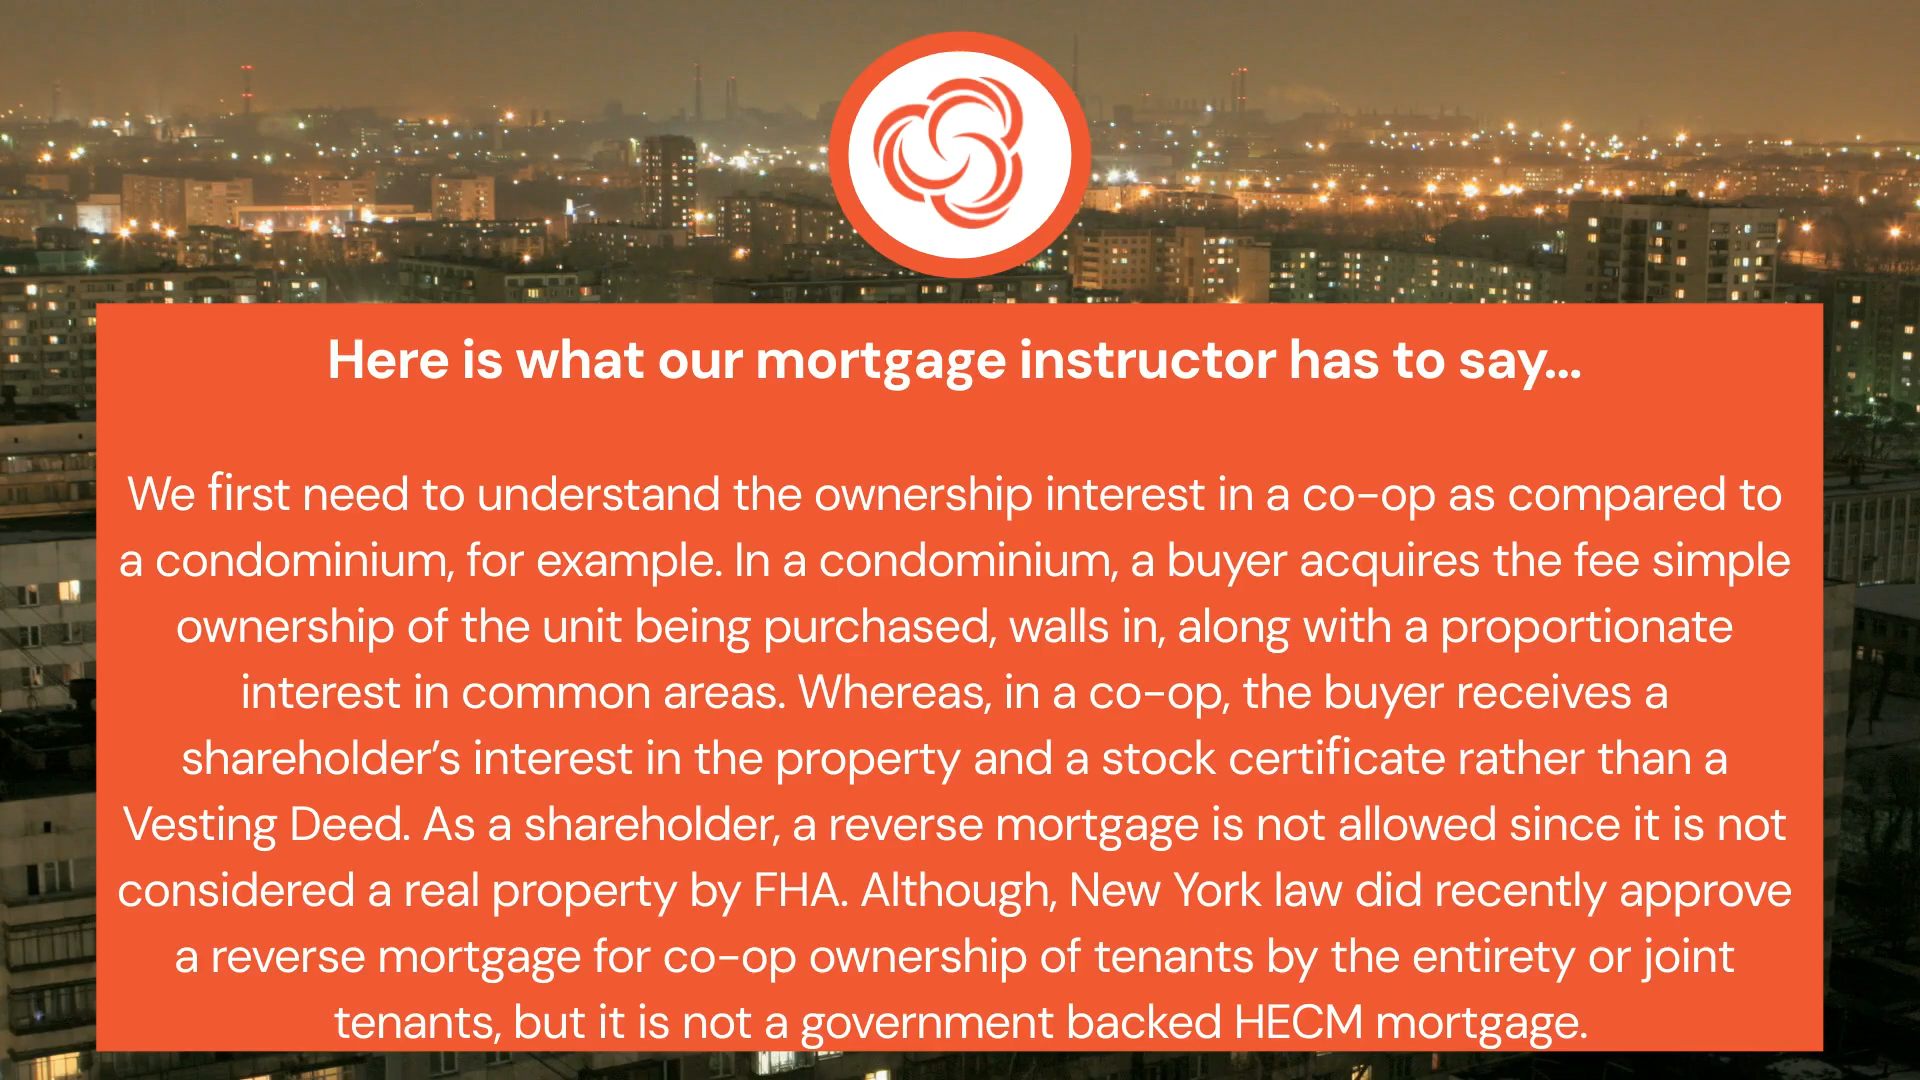 Here is what our mortgage instructor has to say...
We first need to understand the ownership interest in a co-op as compared to
a condominium, for example. In a condominium, a buyer acquires the fee simple
ownership of the unit being purchased, walls in, along with a proportionate
interest in common areas. Whereas, in a co-op, the buyer receives a
shareholder’s interest in the property and a stock certificate rather than a
Vesting Deed. As a shareholder, a reverse mortgage is not allowed since it is not
considered a real property by FHA. Although, New York law did recently approve
a reverse mortgage for co-op ownership of tenants by the entirety or joint
tenants, but it is not a government backed HECM mortgage.